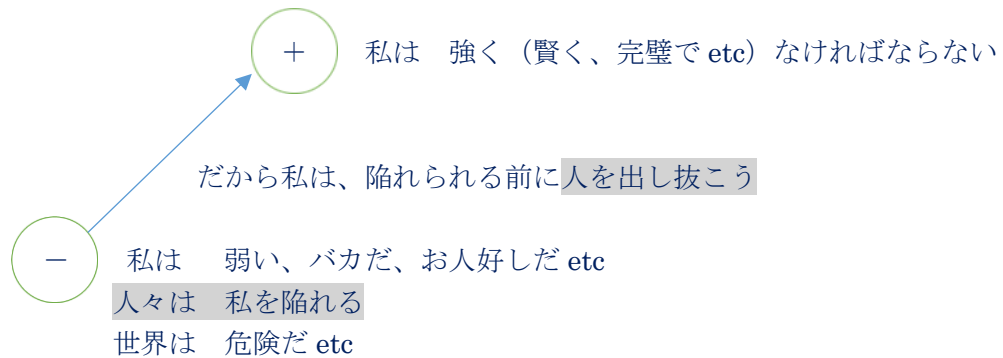 ＋ 私は 強く（賢く、完璧で etc）なければならない
だから私は、陥れられる前に人を出し抜こう
－ 私は 弱い、バカだ、お人好しだ etc
人々は 私を陥れる
世界は 危険だ etc